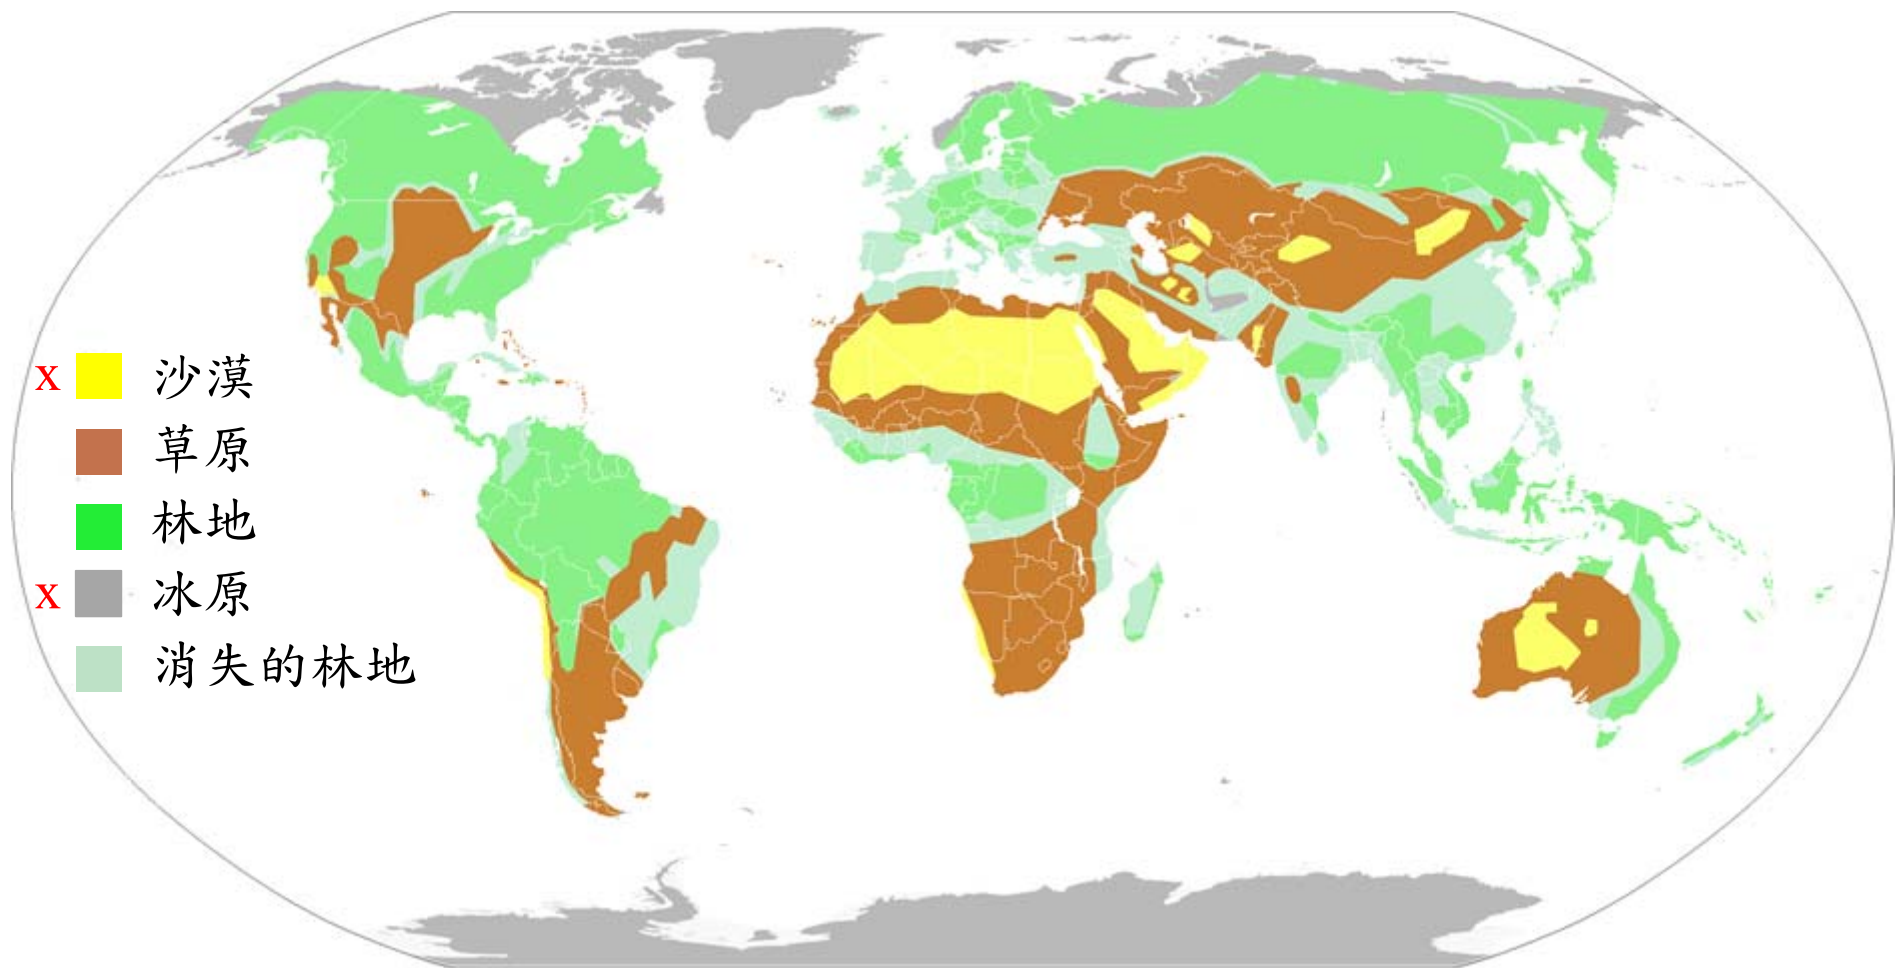 x 沙漠
草原
林地
x 冰原
消失的林地